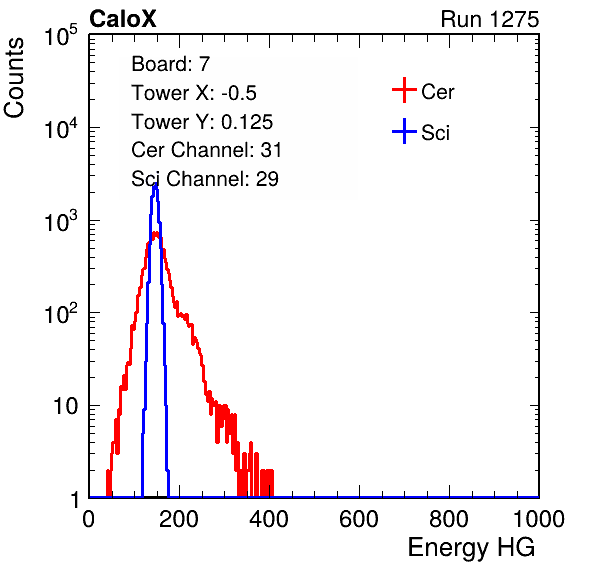 CaloX
Run 1275
Counts
Board: 7
Tower X: -0.5
Tower Y: 0.125
Cer Channel: 31
Sci Channel: 29
Cer
Sci
10^5
10^4
10^3
10^2
10
1
0 200 400 600 800 1000
Energy HG